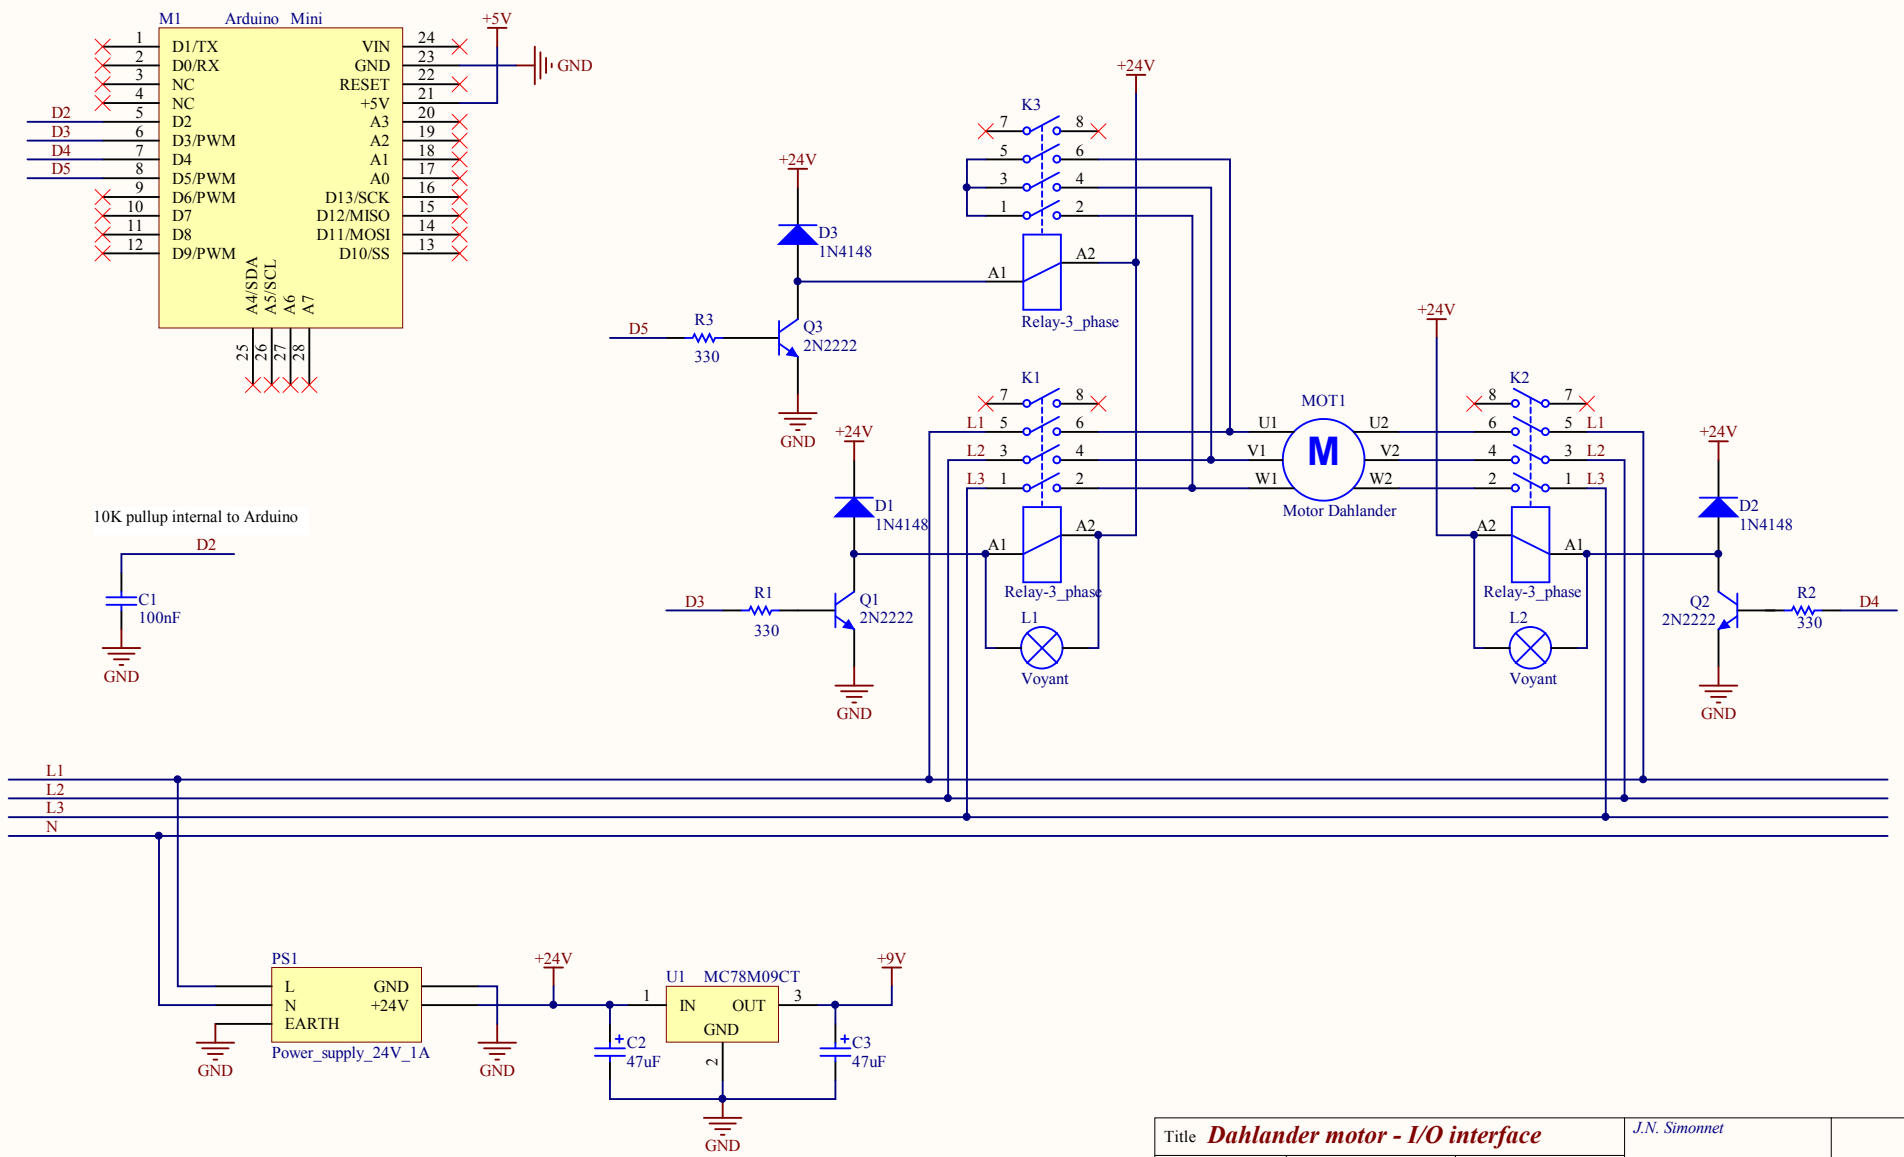 M1 Arduino Mini
1 D1/TX VIN 24
2 D0/RX GND 23
3 NC RESET 22
4 NC +5V 21
D2 5 D2 A3 20
D3 6 D3/PWM A2 19
D4 7 D4 A1 18
D5 8 D5/PWM A0 17
9 D6/PWM D13/SCK 16
10 D7 D12/MISO 15
11 D8 D11/MOSI 14
12 D9/PWM D10/SS 13
A4/SDA
A5/SCL
A6
A7
25
26
27
28
+5V
GND
+24V
K3
7 8
5 6
3 4
1 2
A1 A2
Relay-3_phase
+24V
D3
1N4148
D5
R3
330
Q3
2N2222
GND
K1
7 8
L1 5 6
L2 3 4
L3 1 2
A1 A2
Relay-3_phase
L1
Voyant
+24V
D1
1N4148
D3
R1
330
Q1
2N2222
GND
MOT1
U1 U2
V1 M V2
W1 W2
Motor Dahlander
+24V
K2
8 7
6 5 L1
4 3 L2
2 1 L3
A2 A1
Relay-3_phase
L2
Voyant
+24V
D2
1N4148
Q2
2N2222
R2
330
D4
GND
10K pullup internal to Arduino
D2
C1
100nF
GND
L1
L2
L3
N
PS1
L GND
N +24V
EARTH
Power_supply_24V_1A
GND
GND
+24V
U1 MC78M09CT
1 IN OUT 3
GND
2
+9V
+ C2
47uF
+ C3
47uF
GND
Title Dahlander motor - I/O interface
J.N. Simonnet